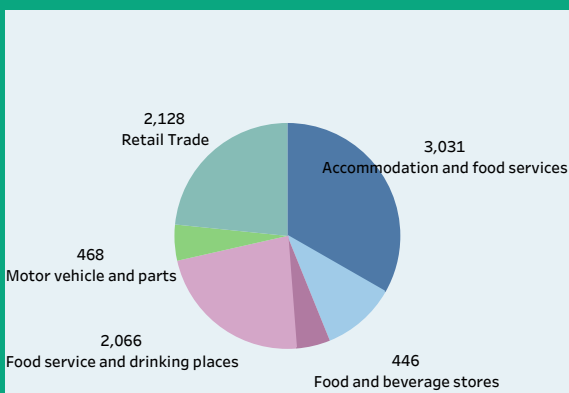 2,128
Retail Trade
3,031
Accommodation and food services
468
Motor vehicle and parts
2,066
Food service and drinking places
446
Food and beverage stores